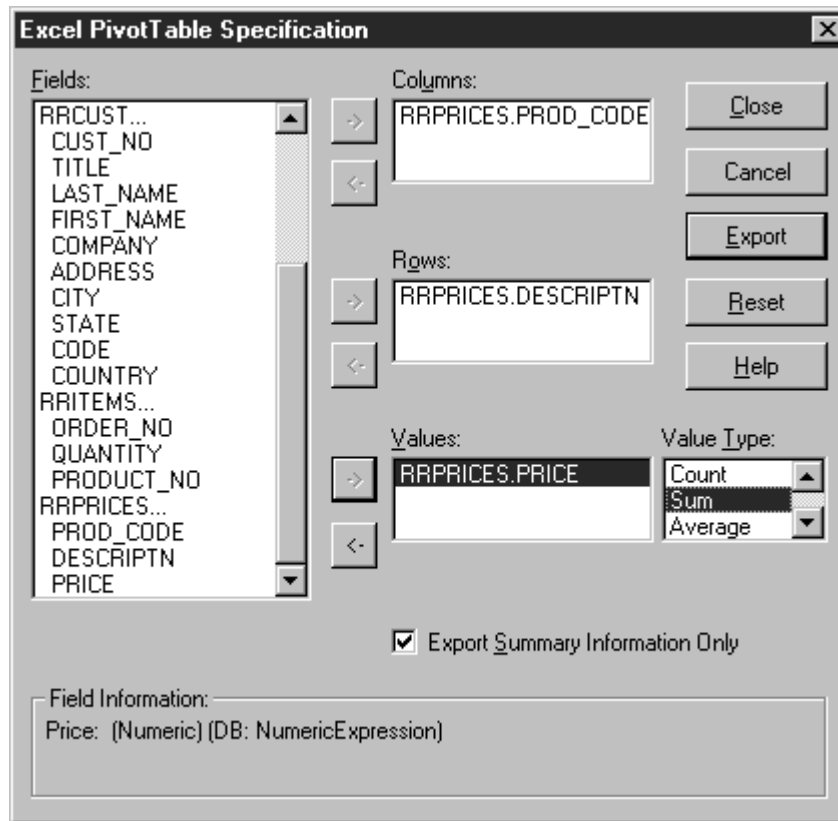 Excel PivotTable Specification
Fields:
RRCUST...
CUST_NO
TITLE
LAST_NAME
FIRST_NAME
COMPANY
ADDRESS
CITY
STATE
CODE
COUNTRY
RRITEMS...
ORDER_NO
QUANTITY
PRODUCT_NO
RRPRICES...
PROD_CODE
DESCRIPTN
PRICE
->
<-
Columns:
RRPRICES.PROD_CODE
->
<-
Rows:
RRPRICES.DESCRIPTN
->
<-
Values:
RRPRICES.PRICE
Value Type:
Count
Sum
Average
Close
Cancel
Export
Reset
Help
Export Summary Information Only
Field Information:
Price: (Numeric) (DB: NumericExpression)